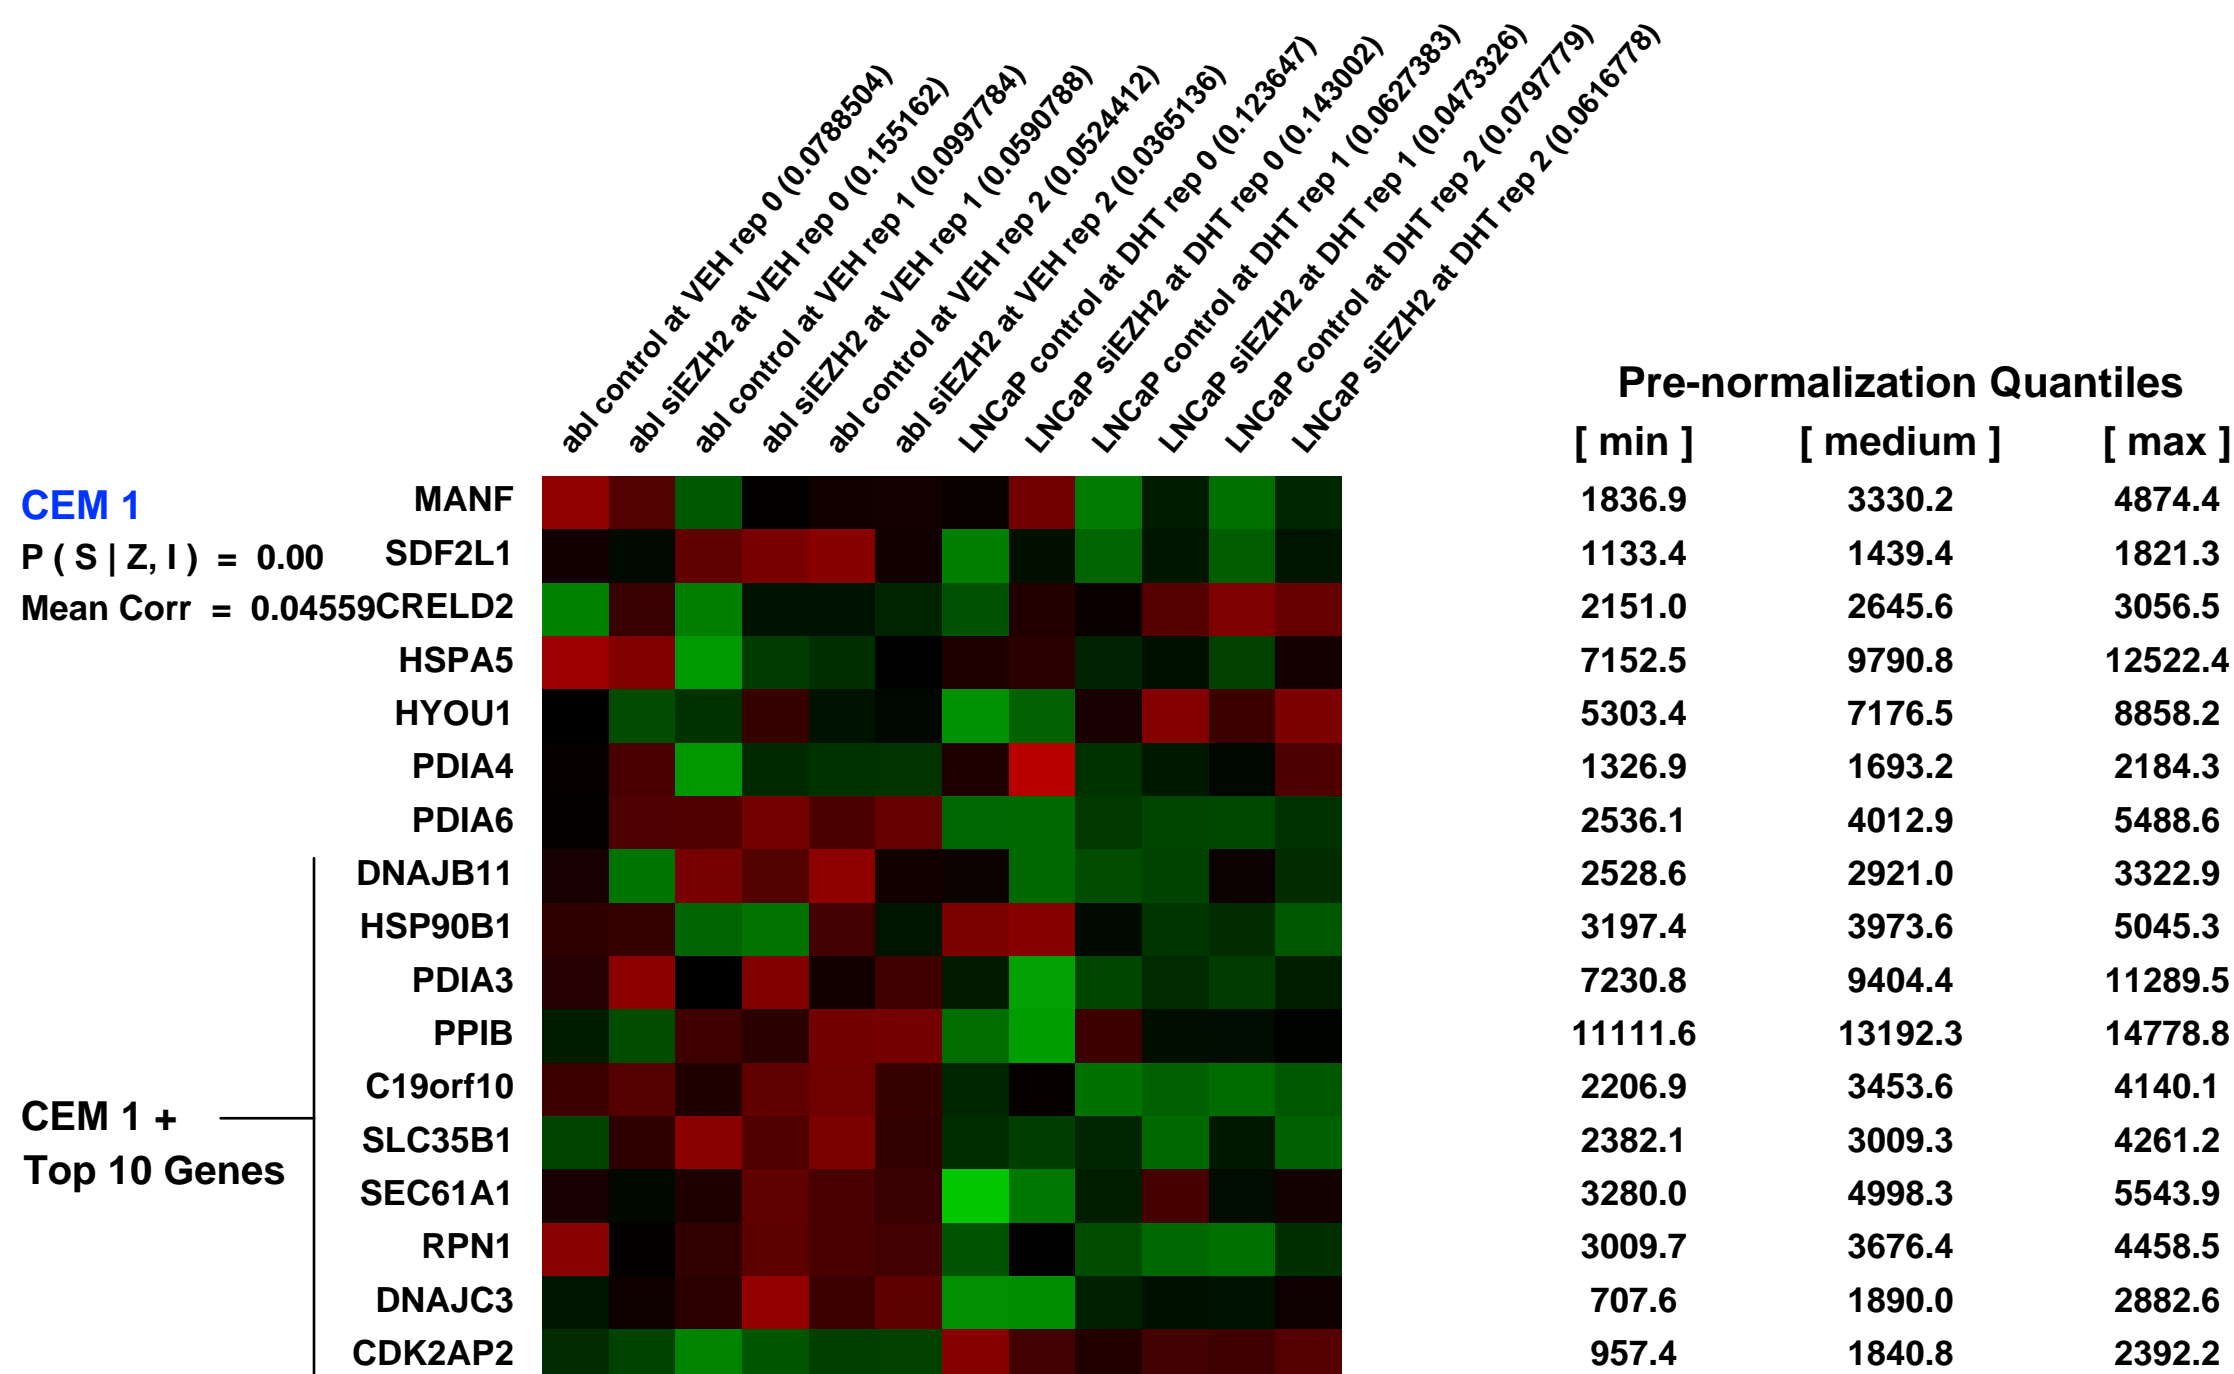 abl control at VEH rep 0 (0.0788504)
abl siEZH2 at VEH rep 0 (0.155162)
abl control at VEH rep 1 (0.0997784)
abl siEZH2 at VEH rep 1 (0.0590788)
abl control at VEH rep 2 (0.0524412)
abl siEZH2 at VEH rep 2 (0.0365136)
LNCaP control at DHT rep 0 (0.123647)
LNCaP siEZH2 at DHT rep 0 (0.143002)
LNCaP control at DHT rep 1 (0.0627383)
LNCaP siEZH2 at DHT rep 1 (0.0473326)
LNCaP control at DHT rep 2 (0.0797779)
LNCaP siEZH2 at DHT rep 2 (0.0616778)
Pre-normalization Quantiles
[ min ] [ medium ] [ max ]
CEM 1 MANF 1836.9 3330.2 4874.4
P ( S | Z, I ) = 0.00 SDF2L1 1133.4 1439.4 1821.3
Mean Corr = 0.04559 CRELD2 2151.0 2645.6 3056.5
HSPA5 7152.5 9790.8 12522.4
HYOU1 5303.4 7176.5 8858.2
PDIA4 1326.9 1693.2 2184.3
PDIA6 2536.1 4012.9 5488.6
DNAJB11 2528.6 2921.0 3322.9
HSP90B1 3197.4 3973.6 5045.3
PDIA3 7230.8 9404.4 11289.5
PPIB 11111.6 13192.3 14778.8
C19orf10 2206.9 3453.6 4140.1
CEM 1 +
SLC35B1 2382.1 3009.3 4261.2
Top 10 Genes
SEC61A1 3280.0 4998.3 5543.9
RPN1 3009.7 3676.4 4458.5
DNAJC3 707.6 1890.0 2882.6
CDK2AP2 957.4 1840.8 2392.2